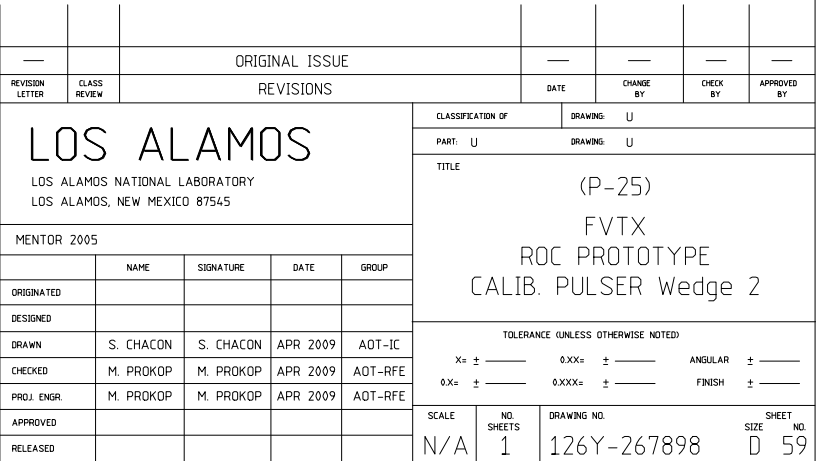 — ORIGINAL ISSUE — — — —
REVISION LETTER CLASS REVIEW REVISIONS DATE CHANGE BY CHECK BY APPROVED BY
CLASSIFICATION OF DRAWING: U
PART: U DRAWING: U
LOS ALAMOS
LOS ALAMOS NATIONAL LABORATORY
LOS ALAMOS, NEW MEXICO 87545
TITLE
(P-25)
FVTX
ROC PROTOTYPE
CALIB. PULSER Wedge 2
MENTOR 2005
NAME SIGNATURE DATE GROUP
ORIGINATED
DESIGNED
DRAWN S. CHACON S. CHACON APR 2009 AOT-IC
CHECKED M. PROKOP M. PROKOP APR 2009 AOT-RFE
PROJ. ENGR. M. PROKOP M. PROKOP APR 2009 AOT-RFE
APPROVED
RELEASED
TOLERANCE (UNLESS OTHERWISE NOTED)
X= ± 0.XX= ± ANGULAR ±
0.X= ± 0.XXX= ± FINISH ±
SCALE NO. SHEETS DRAWING NO. SIZE SHEET NO.
N/A 1 126Y-267898 D 59